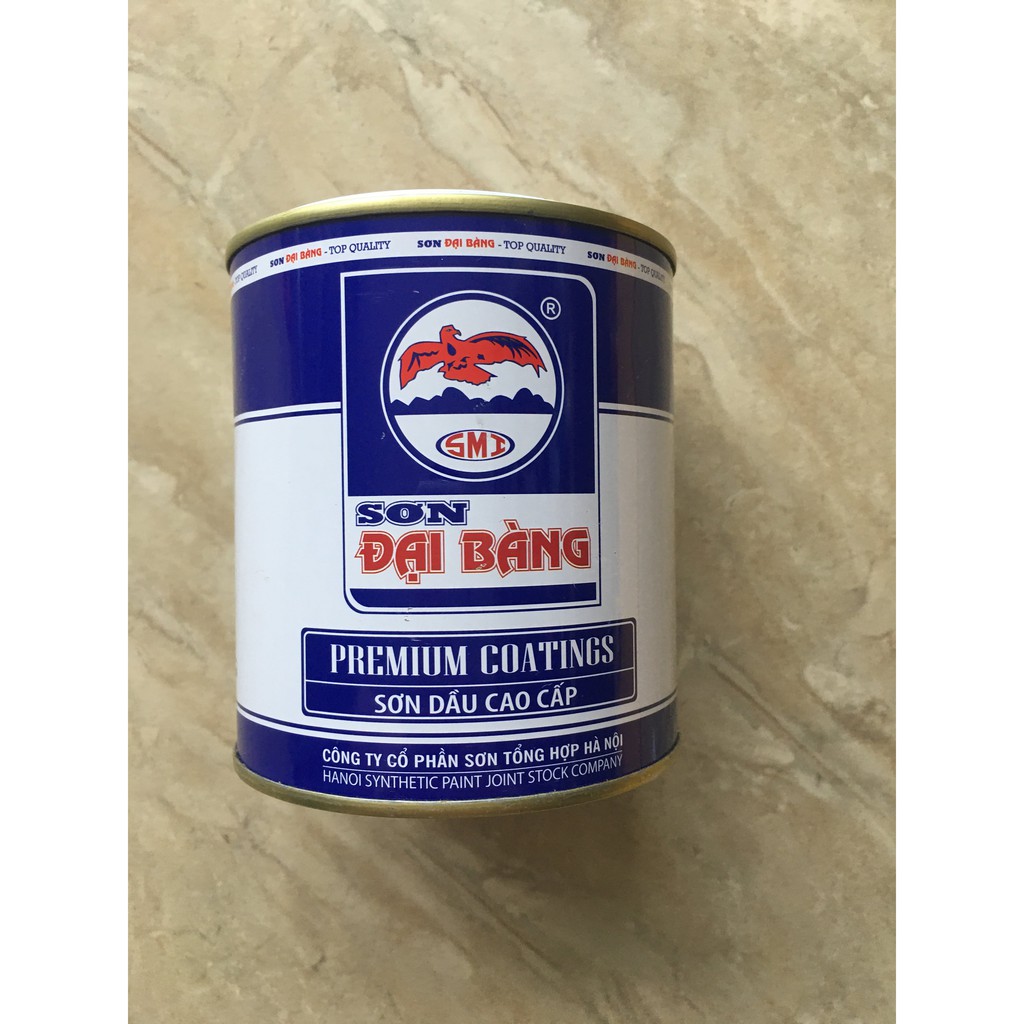 TOP QUALITY SƠN ĐẠI BÀNG - TOP QUALITY SƠN ĐẠI BÀNG - TOP QUALITY SƠN ĐẠI BÀNG - TOP QUALITY
®
SMI
SƠN
ĐẠI BÀNG
PREMIUM COATINGS
SƠN DẦU CAO CẤP
CÔNG TY CỔ PHẦN SƠN TỔNG HỢP HÀ NỘI
HANOI SYNTHETIC PAINT JOINT STOCK COMPANY